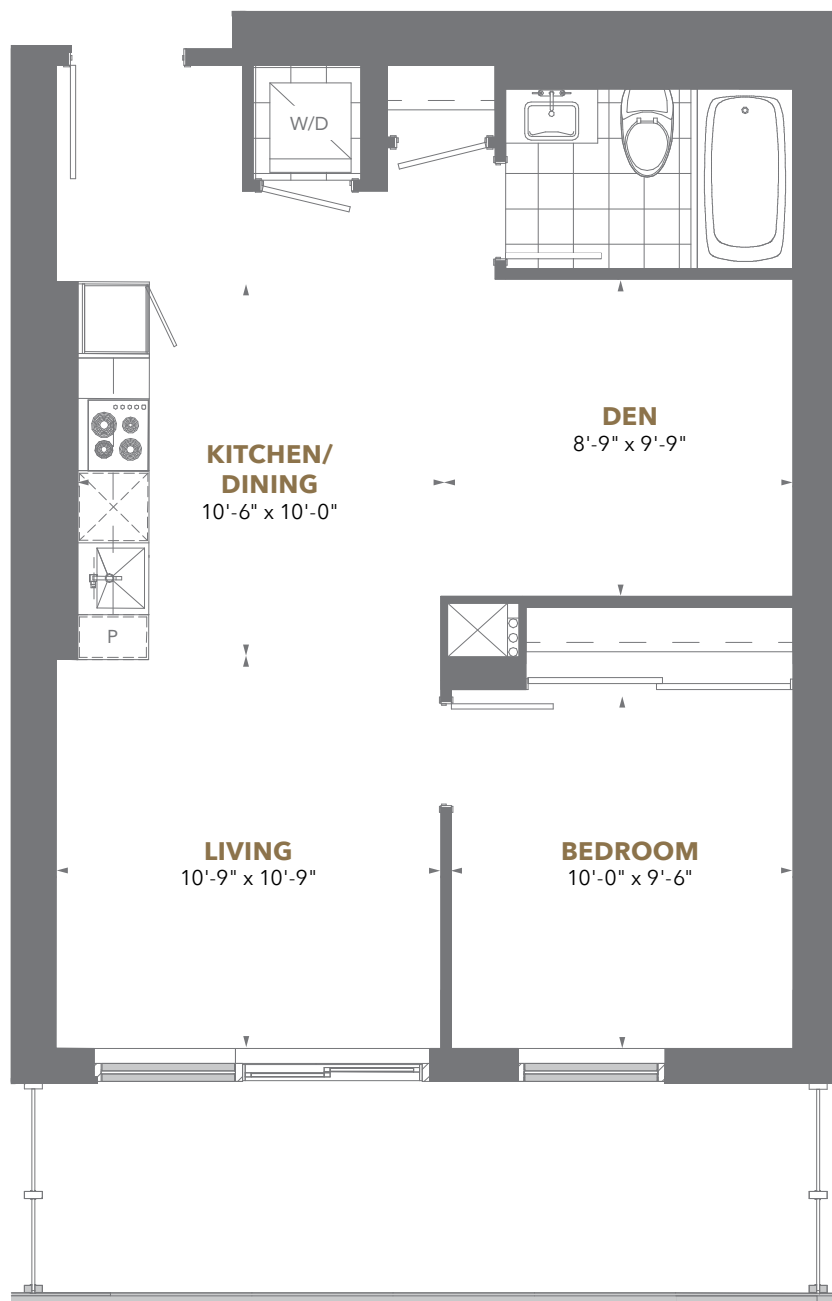 W/D
DEN
8'-9" x 9'-9"
KITCHEN/
DINING
10'-6" x 10'-0"
P
LIVING
10'-9" x 10'-9"
BEDROOM
10'-0" x 9'-6"